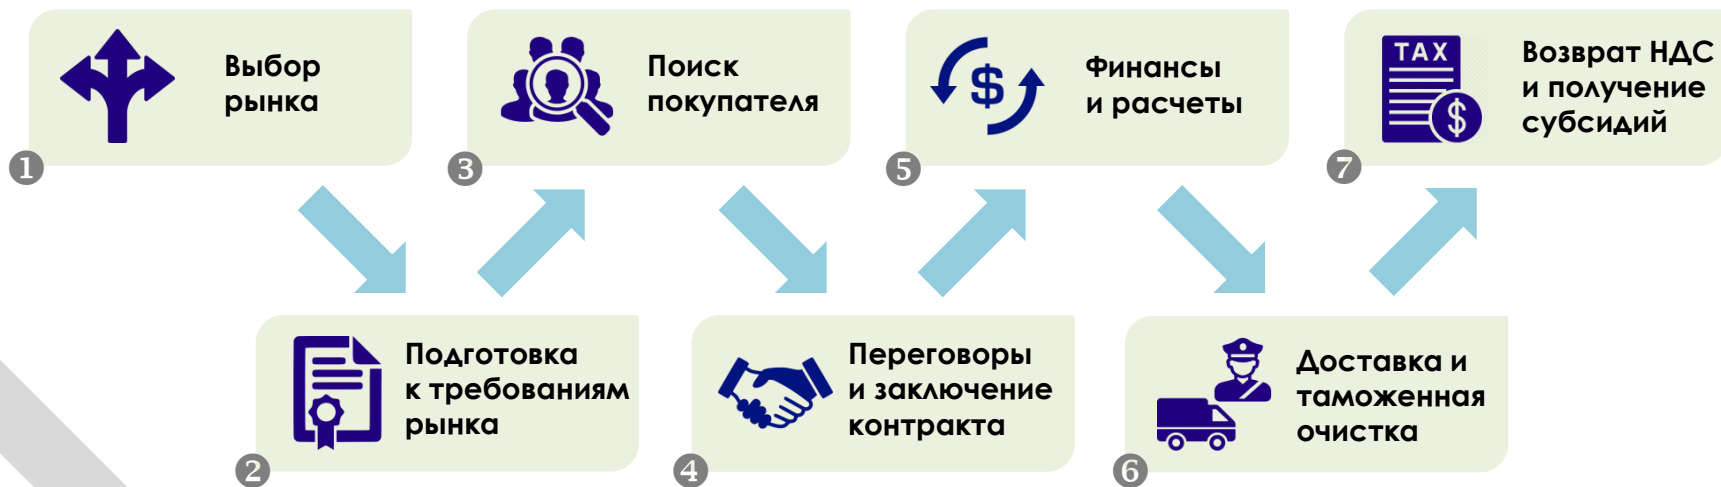 1
Выбор
рынка
2
Подготовка
к требованиям
рынка
3
Поиск
покупателя
4
Переговоры
и заключение
контракта
5
$
Финансы
и расчеты
6
Доставка и
таможенная
очистка
7
TAX
$
Возврат НДС
и получение
субсидий